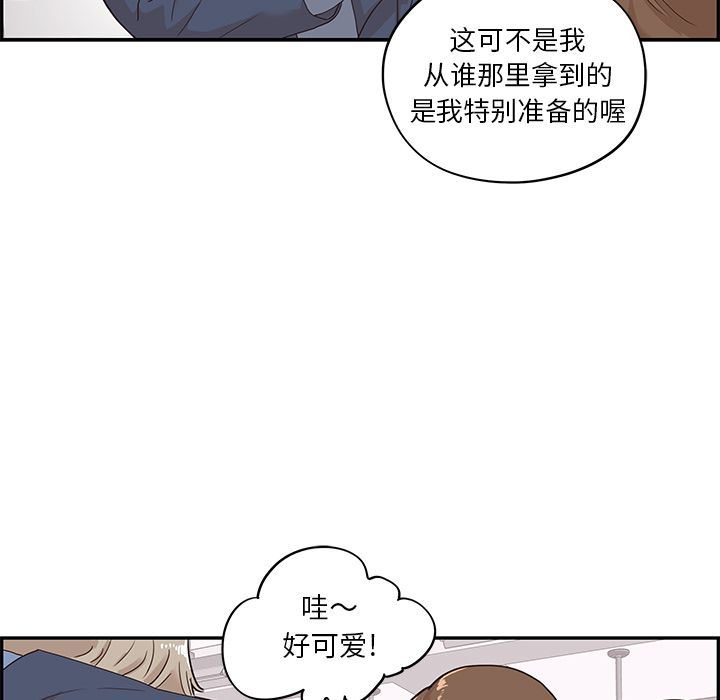 这可不是我
从谁那里拿到的
是我特别准备的喔
哇～
好可爱!